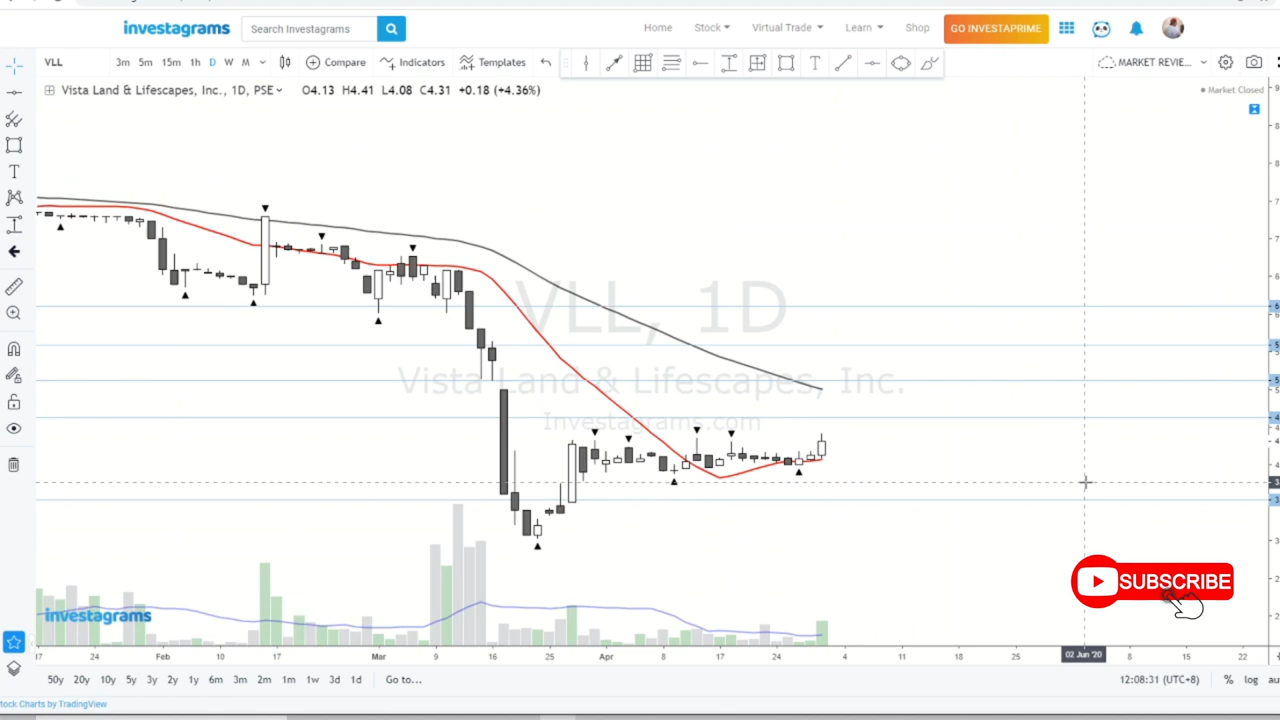 investagrams Search Investagrams Home Stock Virtual Trade Learn Shop GO INVESTAPRIME
VLL 3m 5m 15m 1h D W M Compare Indicators Templates MARKET REVIE...
Vista Land & Lifescapes, Inc., 1D, PSE O4.13 H4.41 L4.08 C4.31 +0.18 (+4.36%)
Market Closed
VLL, 1D
Vista Land & Lifescapes, Inc.
Investagrams.com
SUBSCRIBE
investagrams
17 24 Feb 10 17 24 Mar 9 16 25 Apr 8 17 24 4 11 18 25 02 Jun '20 8 15 22
50y 20y 10y 5y 3y 2y 1y 6m 3m 2m 1m 1w 3d 1d Go to... 12:08:31 (UTC+8) % log
tock Charts by TradingView